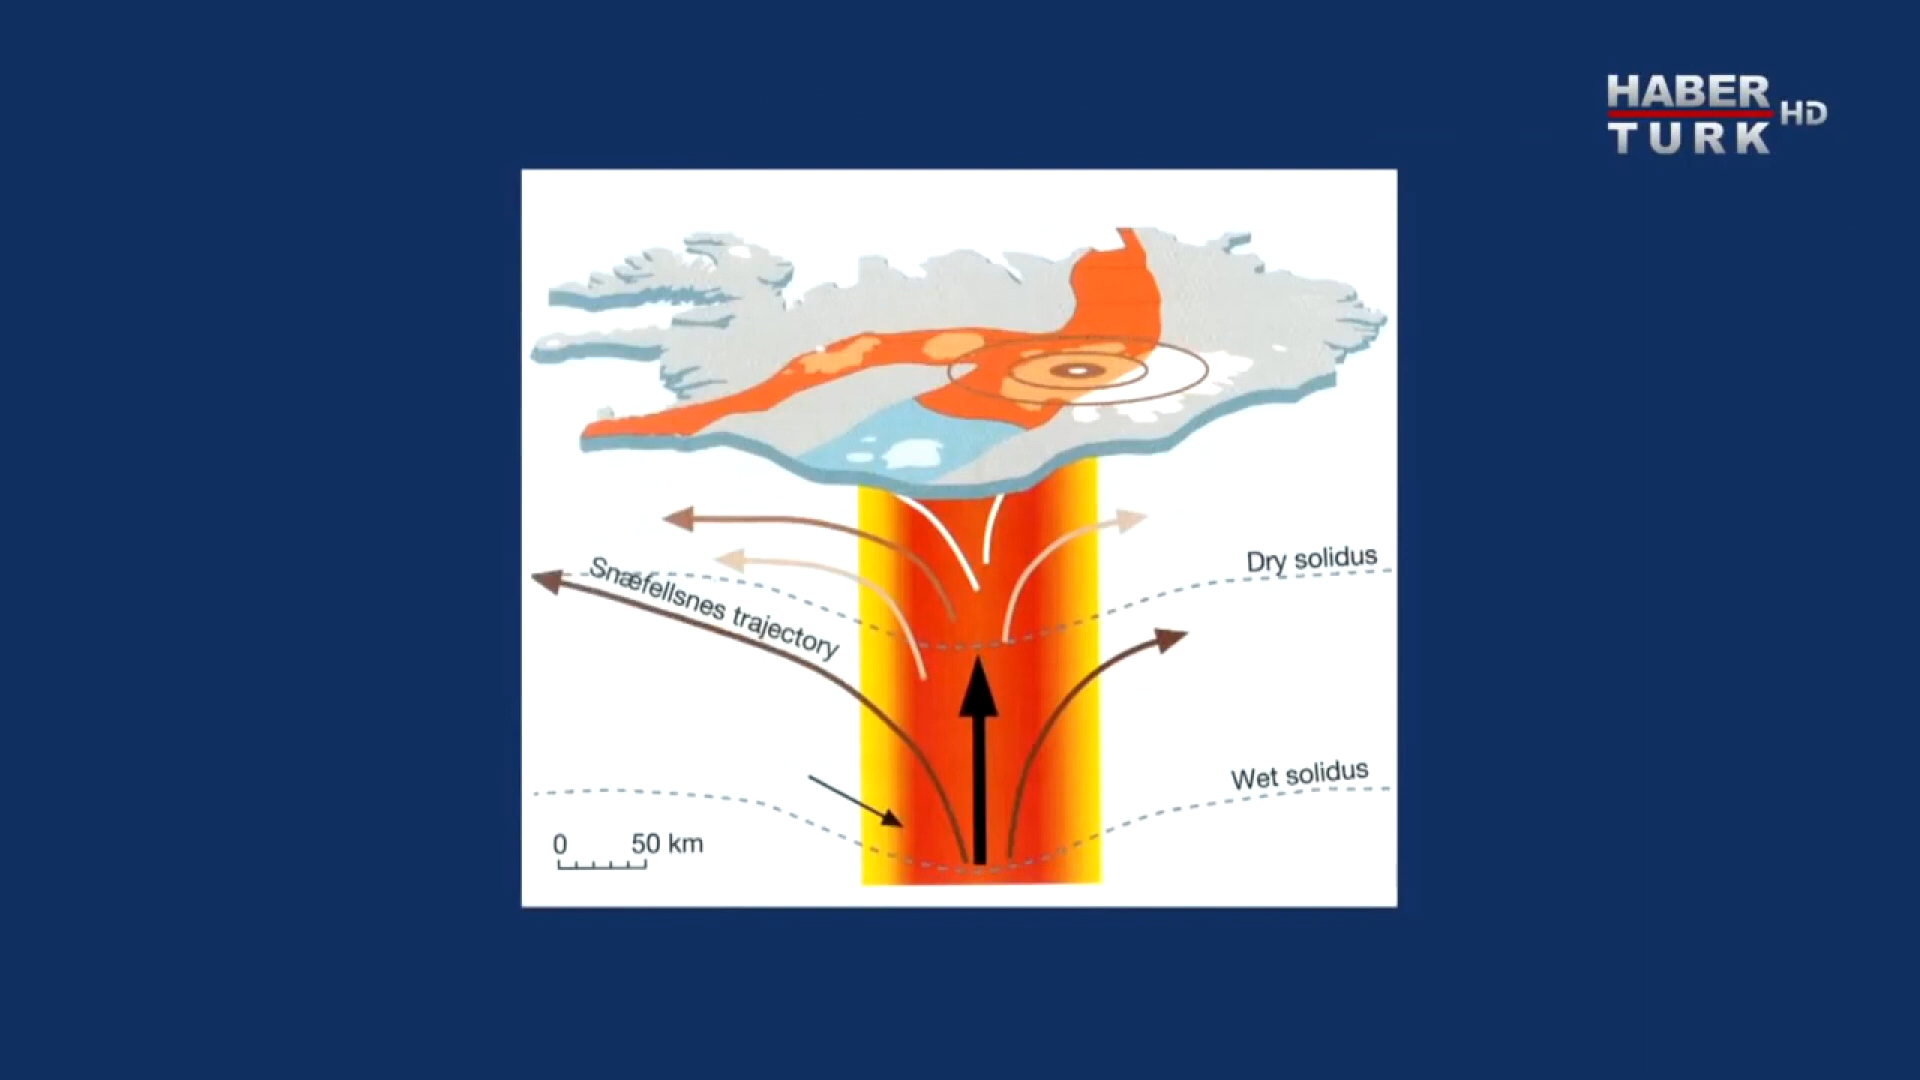 HABER
TURK HD
Dry solidus
Snæfellsnes trajectory
Wet solidus
0 50 km